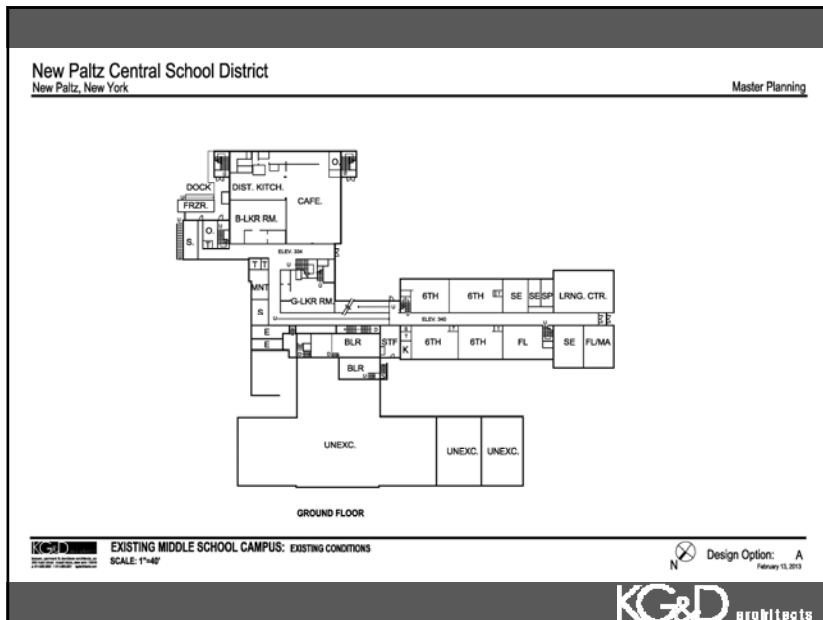 New Paltz Central School District
New Paltz, New York
Master Planning
DOCK
DIST. KITCH.
O.
CAFE.
FRZR.
B-LKR RM.
S.
O.
T
ELEV. 334
T T
MNT
G-LKR RM.
6TH
6TH
SE
SE
SP
LRNG. CTR.
S
ELEV. 340
E
E
BLR
STF
K
6TH
6TH
FL
SE
FL/MA
BLR
UNEXC.
UNEXC.
UNEXC.
GROUND FLOOR
KG&D
EXISTING MIDDLE SCHOOL CAMPUS: EXISTING CONDITIONS
SCALE: 1"=40'
N
Design Option: A
February 13, 2013
KG&D architects